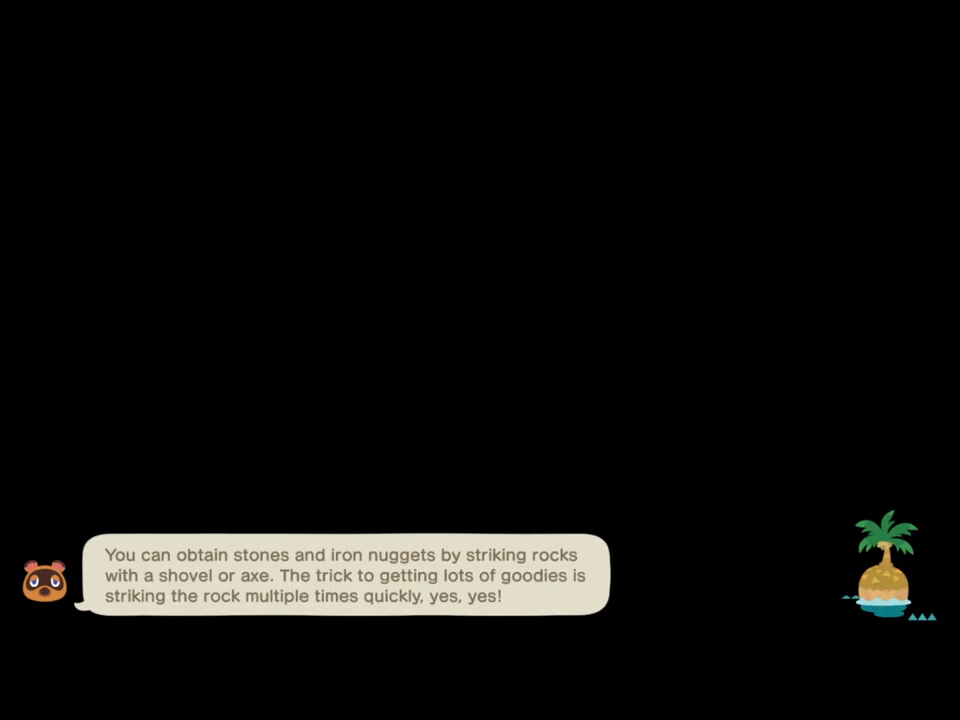 You can obtain stones and iron nuggets by striking rocks
with a shovel or axe. The trick to getting lots of goodies is
striking the rock multiple times quickly, yes, yes!